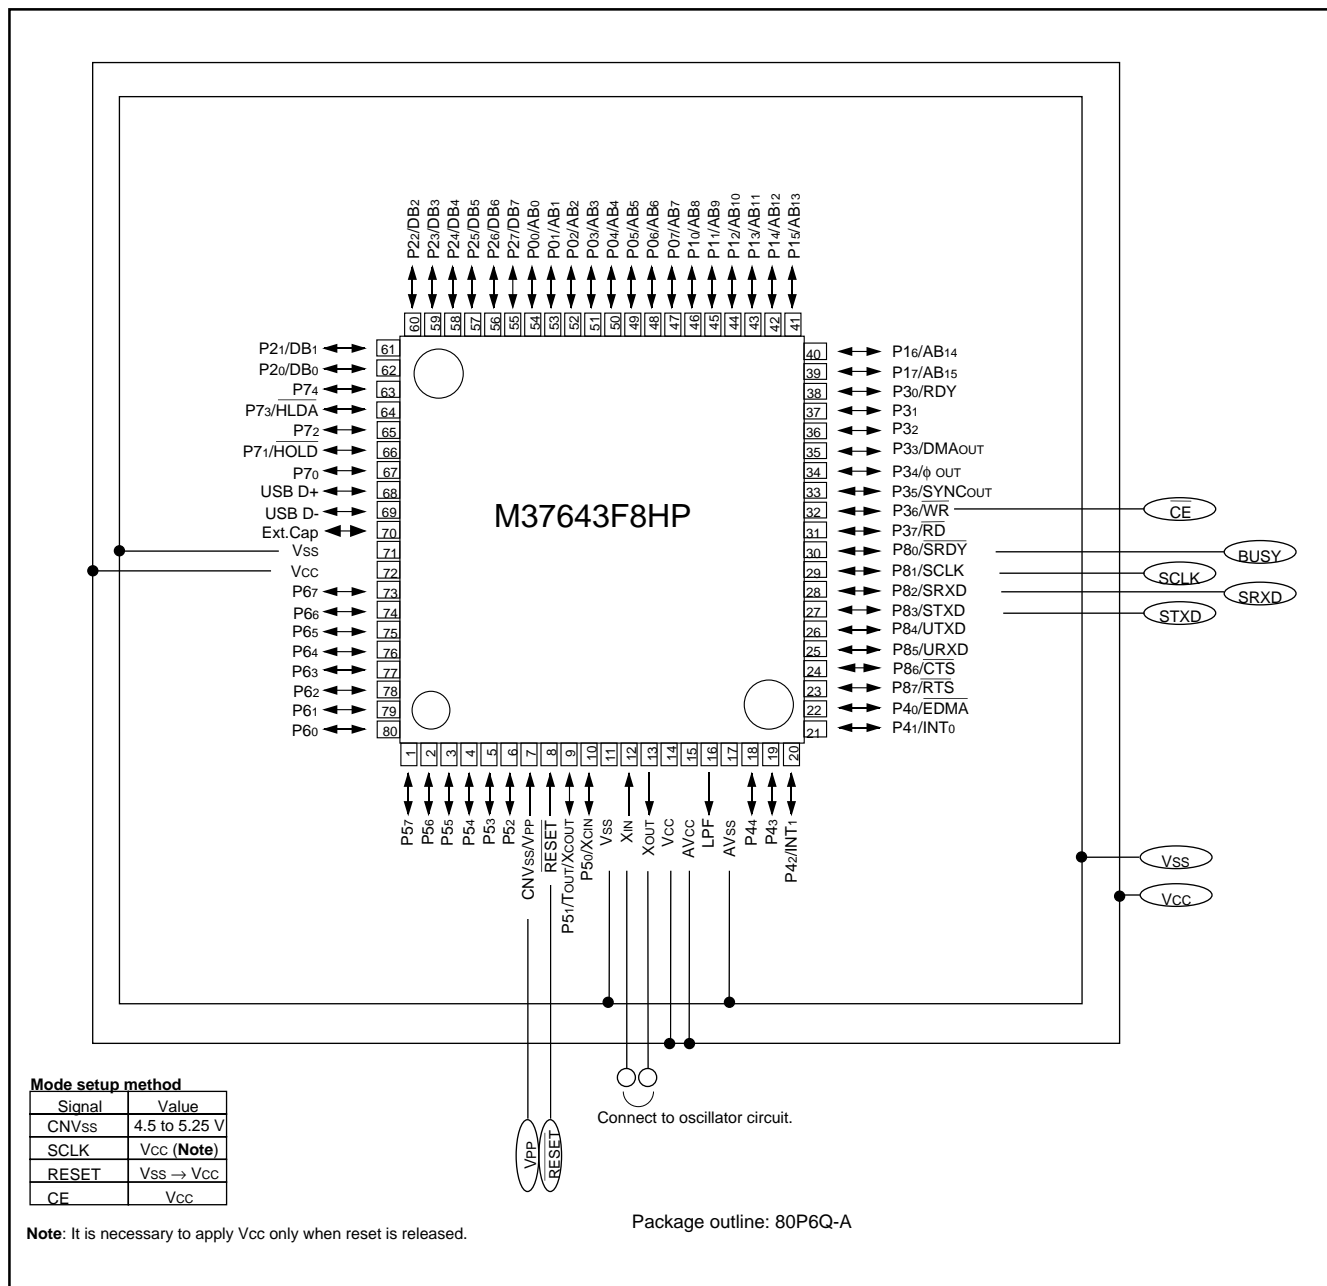 P22/DB2
P23/DB3
P24/DB4
P25/DB5
P26/DB6
P27/DB7
P00/AB0
P01/AB1
P02/AB2
P03/AB3
P04/AB4
P05/AB5
P06/AB6
P07/AB7
P10/AB8
P11/AB9
P12/AB10
P13/AB11
P14/AB12
P15/AB13
60 59 58 57 56 55 54 53 52 51 50 49 48 47 46 45 44 43 42 41
P21/DB1 61
P20/DB0 62
P74 63
P73/HLDA 64
P72 65
P71/HOLD 66
P70 67
USB D+ 68
USB D- 69
Ext.Cap 70
Vss 71
Vcc 72
P67 73
P66 74
P65 75
P64 76
P63 77
P62 78
P61 79
P60 80
M37643F8HP
40 P16/AB14
39 P17/AB15
38 P30/RDY
37 P31
36 P32
35 P33/DMAOUT
34 P34/ϕ OUT
33 P35/SYNCOUT
32 P36/WR
31 P37/RD
30 P80/SRDY
29 P81/SCLK
28 P82/SRXD
27 P83/STXD
26 P84/UTXD
25 P85/URXD
24 P86/CTS
23 P87/RTS
22 P40/EDMA
21 P41/INT0
CE
BUSY
SCLK
SRXD
STXD
Vss
Vcc
1 2 3 4 5 6 7 8 9 10 11 12 13 14 15 16 17 18 19 20
P57
P56
P55
P54
P53
P52
CNVss/VPP
RESET
P51/TOUT/XCOUT
P50/XCIN
Vss
XIN
XOUT
Vcc
AVcc
LPF
AVss
P44
P43
P42/INT1
Connect to oscillator circuit.
VPP
RESET
Mode setup method
Signal Value
CNVss 4.5 to 5.25 V
SCLK Vcc (Note)
RESET Vss → Vcc
CE Vcc
Note: It is necessary to apply Vcc only when reset is released.
Package outline: 80P6Q-A